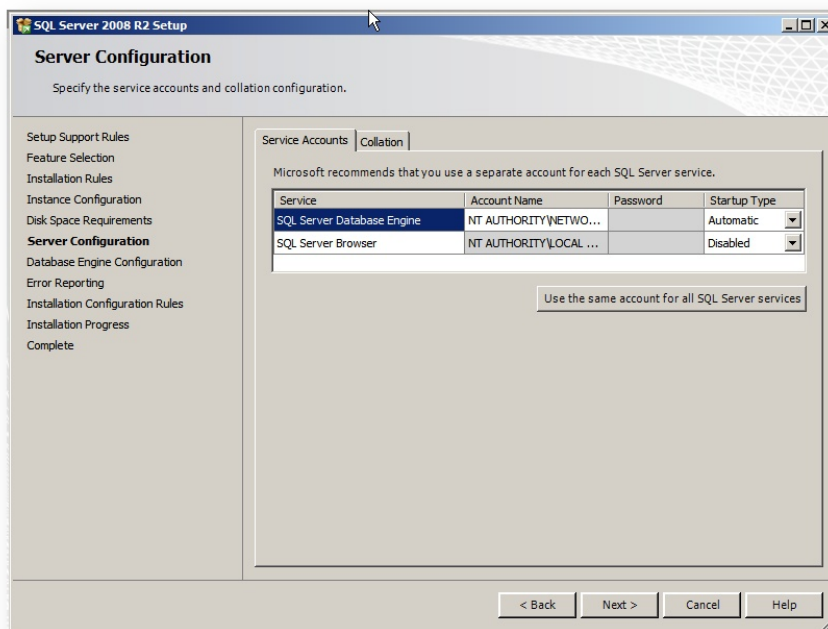 SQL Server 2008 R2 Setup
Server Configuration
Specify the service accounts and collation configuration.
Setup Support Rules
Feature Selection
Installation Rules
Instance Configuration
Disk Space Requirements
Server Configuration
Database Engine Configuration
Error Reporting
Installation Configuration Rules
Installation Progress
Complete
Service Accounts Collation
Microsoft recommends that you use a separate account for each SQL Server service.
Service Account Name Password Startup Type
SQL Server Database Engine NT AUTHORITY\NETWO... Automatic
SQL Server Browser NT AUTHORITY\LOCAL ... Disabled
Use the same account for all SQL Server services
< Back Next > Cancel Help